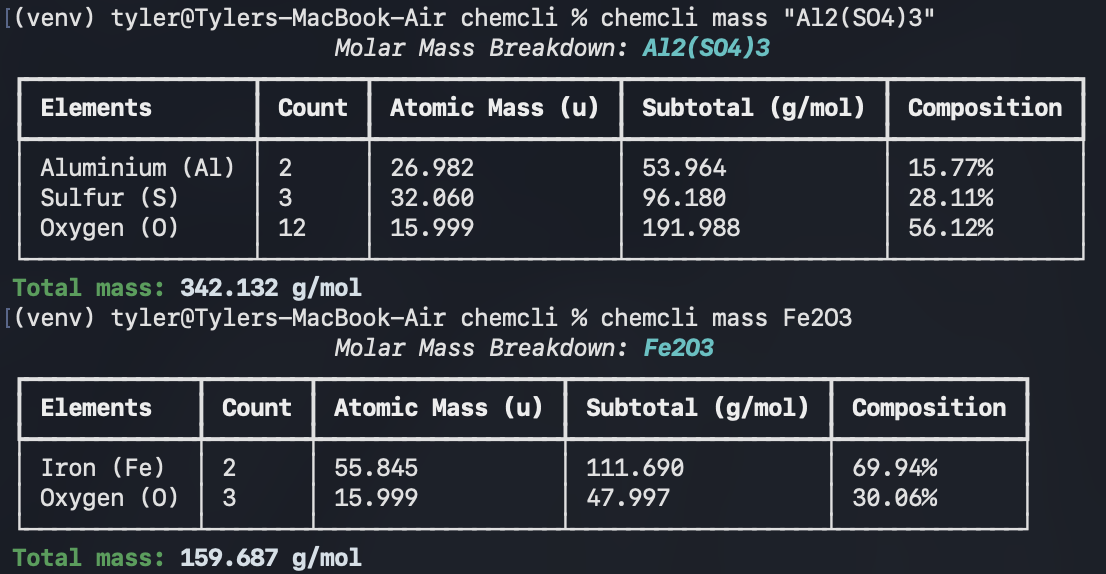 [(venv) tyler@Tylers-MacBook-Air chemcli % chemcli mass "Al2(SO4)3"
Molar Mass Breakdown: Al2(SO4)3
Elements Count Atomic Mass (u) Subtotal (g/mol) Composition
Aluminium (Al) 2 26.982 53.964 15.77%
Sulfur (S) 3 32.060 96.180 28.11%
Oxygen (O) 12 15.999 191.988 56.12%
Total mass: 342.132 g/mol
[(venv) tyler@Tylers-MacBook-Air chemcli % chemcli mass Fe2O3
Molar Mass Breakdown: Fe2O3
Elements Count Atomic Mass (u) Subtotal (g/mol) Composition
Iron (Fe) 2 55.845 111.690 69.94%
Oxygen (O) 3 15.999 47.997 30.06%
Total mass: 159.687 g/mol